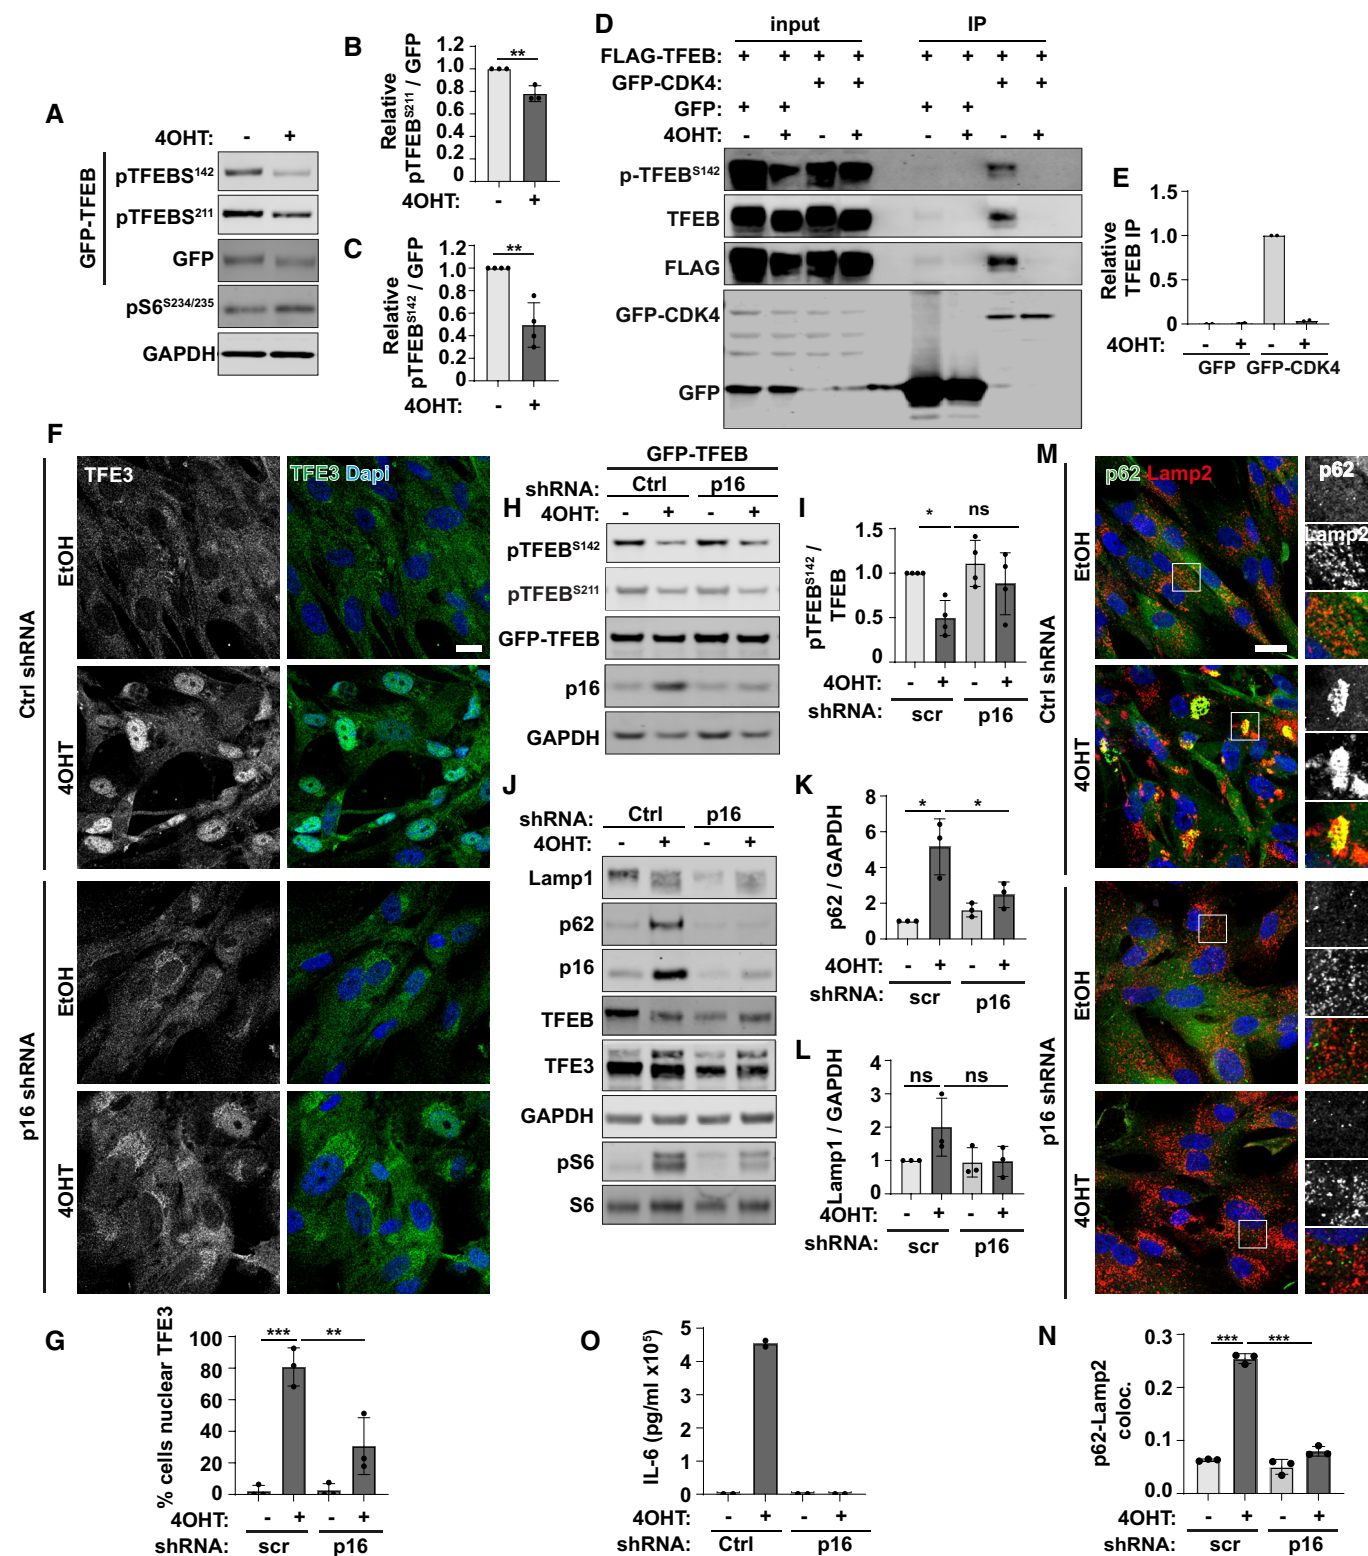 A
4OHT: - +
GFP-TFEB
pTFEBS142
pTFEBS211
GFP
pS6S234/235
GAPDH
B
Relative
pTFEBS211 / GFP
1.2
1.0
0.8
0.6
0.4
0.2
0
**
4OHT: - +
C
Relative
pTFEBS142 / GFP
1.2
1.0
0.8
0.6
0.4
0.2
0
**
4OHT: - +
D
input IP
FLAG-TFEB: + + + + + + + +
GFP-CDK4: + + + +
GFP: + + + +
4OHT: - + - + - + - +
p-TFEBS142
TFEB
FLAG
GFP-CDK4
GFP
E
Relative
TFEB IP
1.5
1.0
0.5
0
4OHT: - + - +
GFP GFP-CDK4
F
Ctrl shRNA
p16 shRNA
EtOH
4OHT
EtOH
4OHT
TFE3
TFE3 Dapi
G
% cells nuclear TFE3
100
80
60
40
20
0
*** **
4OHT: - + - +
shRNA: scr p16
H
GFP-TFEB
shRNA: Ctrl p16
4OHT: - + - +
pTFEBS142
pTFEBS211
GFP-TFEB
p16
GAPDH
I
pTFEBS142 /
TFEB
1.5
1.0
0.5
0
* ns
4OHT: - + - +
shRNA: scr p16
J
shRNA: Ctrl p16
4OHT: - + - +
Lamp1
p62
p16
TFEB
TFE3
GAPDH
pS6
S6
K
p62 / GAPDH
8
6
4
2
0
* *
4OHT: - + - +
shRNA: scr p16
L
Lamp1 / GAPDH
4
3
2
1
0
ns ns
4OHT: - + - +
shRNA: scr p16
M
Ctrl shRNA
p16 shRNA
EtOH
4OHT
EtOH
4OHT
p62 Lamp2
p62
Lamp2
N
p62-Lamp2
coloc.
0.3
0.2
0.1
0.0
*** ***
4OHT: - + - +
shRNA: scr p16
O
IL-6 (pg/ml x10⁵)
5
4
3
2
1
0
4OHT: - + - +
shRNA: Ctrl p16